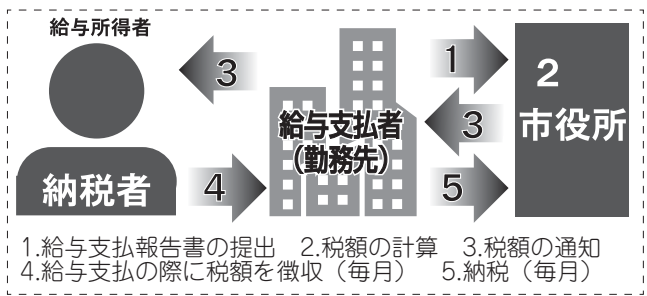 給与所得者
納税者
3
4
給与支払者
（勤務先）
1
3
5
2
市役所
1.給与支払報告書の提出　2.税額の計算　3.税額の通知
4.給与支払の際に税額を徴収（毎月）　5.納税（毎月）